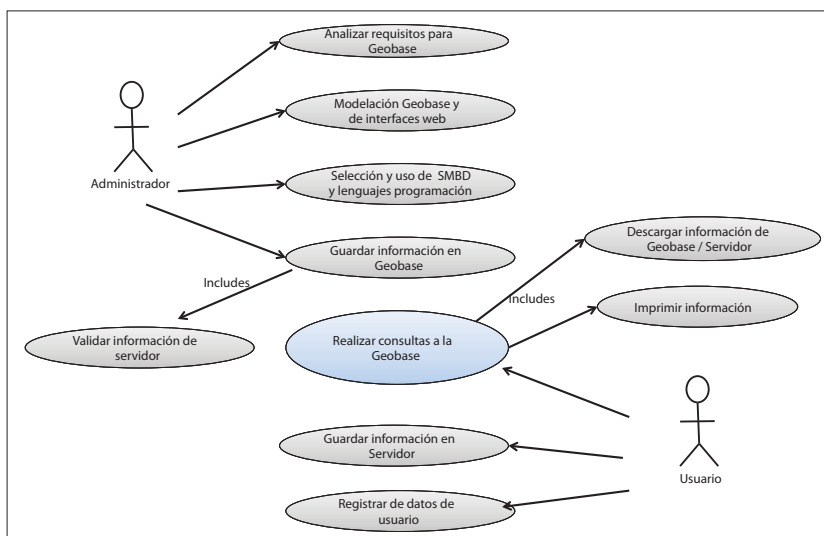 Analizar requisitos para
Geobase
Modelación Geobase y
de interfaces web
Administrador
Selección y uso de SMBD
y lenguajes programación
Descargar información de
Geobase / Servidor
Guardar información en
Geobase
Includes
Includes
Imprimir información
Validar información de
servidor
Realizar consultas a la
Geobase
Guardar información en
Servidor
Usuario
Registrar de datos de
usuario